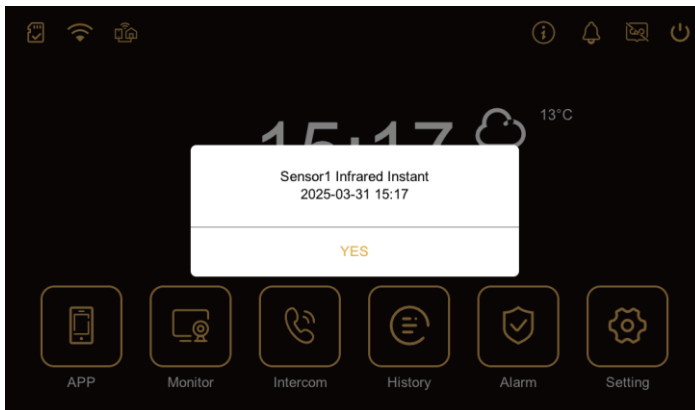 13°C
15:17
Sensor1 Infrared Instant
2025-03-31 15:17
YES
APP
Monitor
Intercom
History
Alarm
Setting